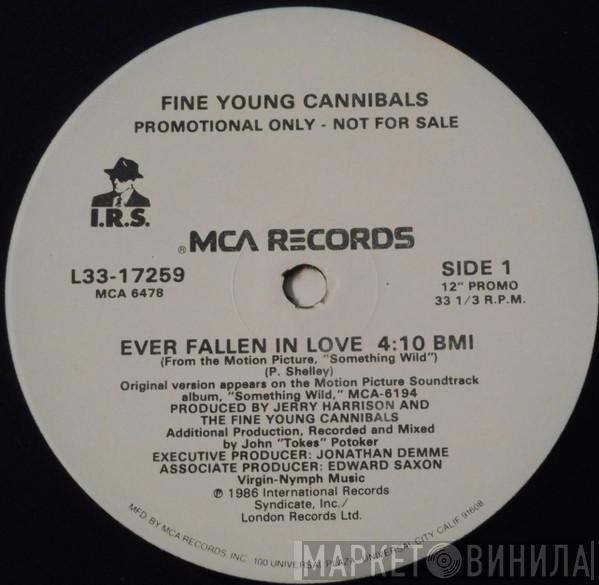 FINE YOUNG CANNIBALS
PROMOTIONAL ONLY - NOT FOR SALE
I.R.S.
® MCA RECORDS
L33-17259
MCA 6478
SIDE 1
12" PROMO
33 1/3 R.P.M.
EVER FALLEN IN LOVE 4:10 BMI
(From the Motion Picture, "Something Wild")
(P. Shelley)
Original version appears on the Motion Picture Soundtrack
album, "Something Wild," MCA-6194
PRODUCED BY JERRY HARRISON AND
THE FINE YOUNG CANNIBALS
Additional Production, Recorded and Mixed
by John "Tokes" Potoker
EXECUTIVE PRODUCER: JONATHAN DEMME
ASSOCIATE PRODUCER: EDWARD SAXON
Virgin-Nymph Music
℗ 1986 International Records
Syndicate, Inc./
London Records Ltd.
MFD BY MCA RECORDS, INC 100 UNIVERSAL PLAZA, UNIVERSAL CITY CALIF 91608
МАРКЕТ ВИНИЛА